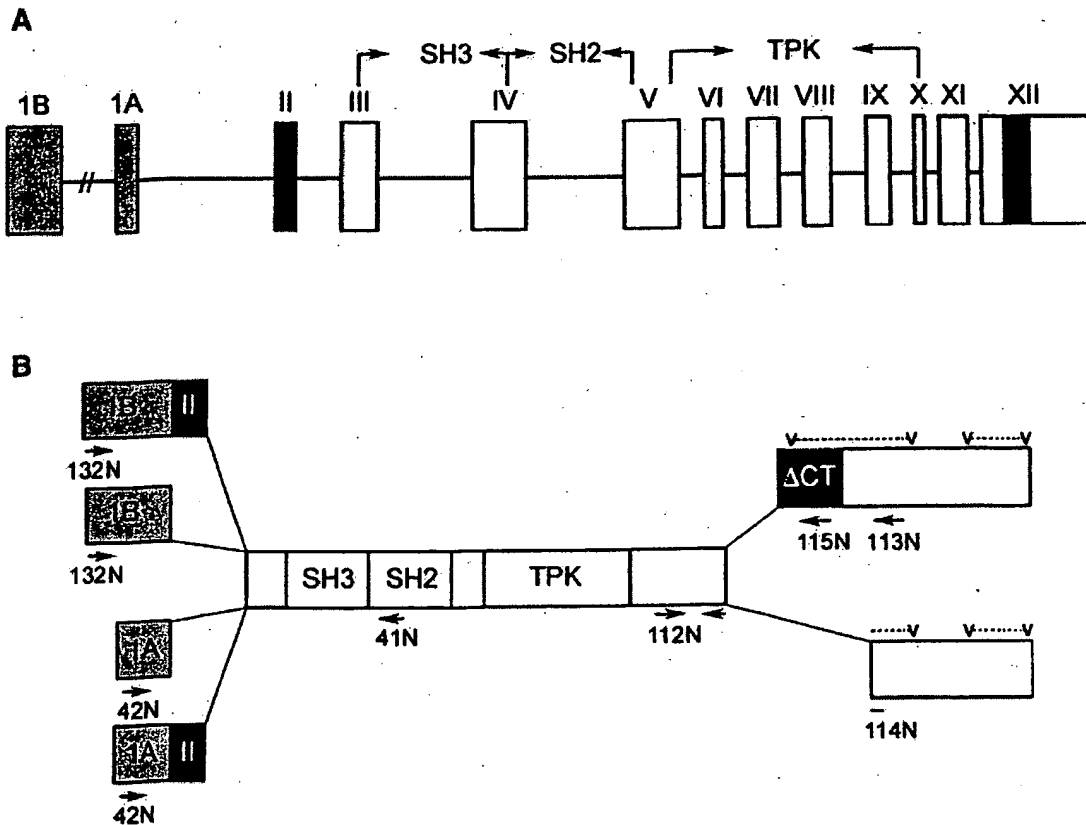 A
SH3 SH2 TPK
1B 1A II III IV V VI VII VIII IX X XI XII
//
B
1B II
132N
1B
132N
SH3 SH2 TPK
41N 112N
1A
42N
1A II
42N
v v v v
ΔCT
115N 113N
v v v
114N